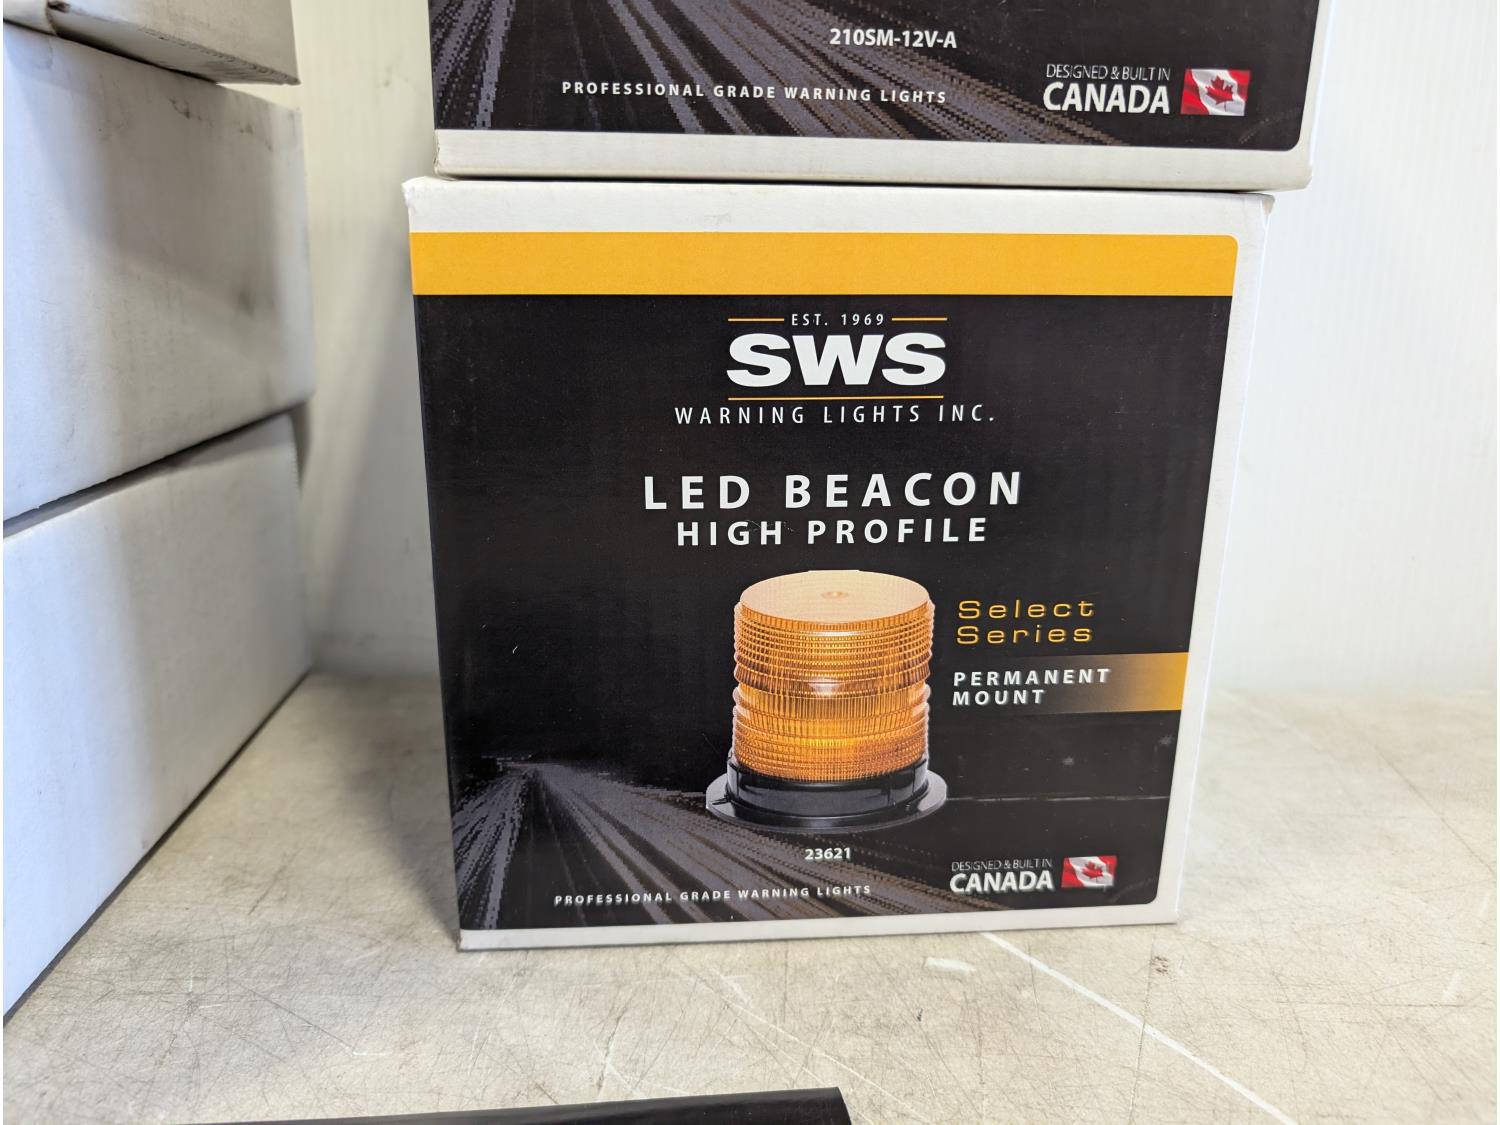 210SM-12V-A
PROFESSIONAL GRADE WARNING LIGHTS
DESIGNED & BUILT IN
CANADA
EST. 1969
SWS
WARNING LIGHTS INC.
LED BEACON
HIGH PROFILE
Select
Series
PERMANENT
MOUNT
23621
DESIGNED & BUILT IN
CANADA
PROFESSIONAL GRADE WARNING LIGHTS